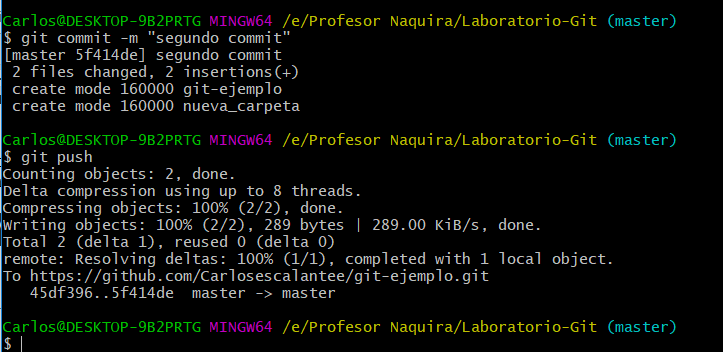 Carlos@DESKTOP-9B2PRTG MINGW64 /e/Profesor Naquira/Laboratorio-Git (master)
$ git commit -m "segundo commit"
[master 5f414de] segundo commit
 2 files changed, 2 insertions(+)
 create mode 160000 git-ejemplo
 create mode 160000 nueva_carpeta

Carlos@DESKTOP-9B2PRTG MINGW64 /e/Profesor Naquira/Laboratorio-Git (master)
$ git push
Counting objects: 2, done.
Delta compression using up to 8 threads.
Compressing objects: 100% (2/2), done.
Writing objects: 100% (2/2), 289 bytes | 289.00 KiB/s, done.
Total 2 (delta 1), reused 0 (delta 0)
remote: Resolving deltas: 100% (1/1), completed with 1 local object.
To https://github.com/Carlosescalantee/git-ejemplo.git
   45df396..5f414de  master -> master

Carlos@DESKTOP-9B2PRTG MINGW64 /e/Profesor Naquira/Laboratorio-Git (master)
$